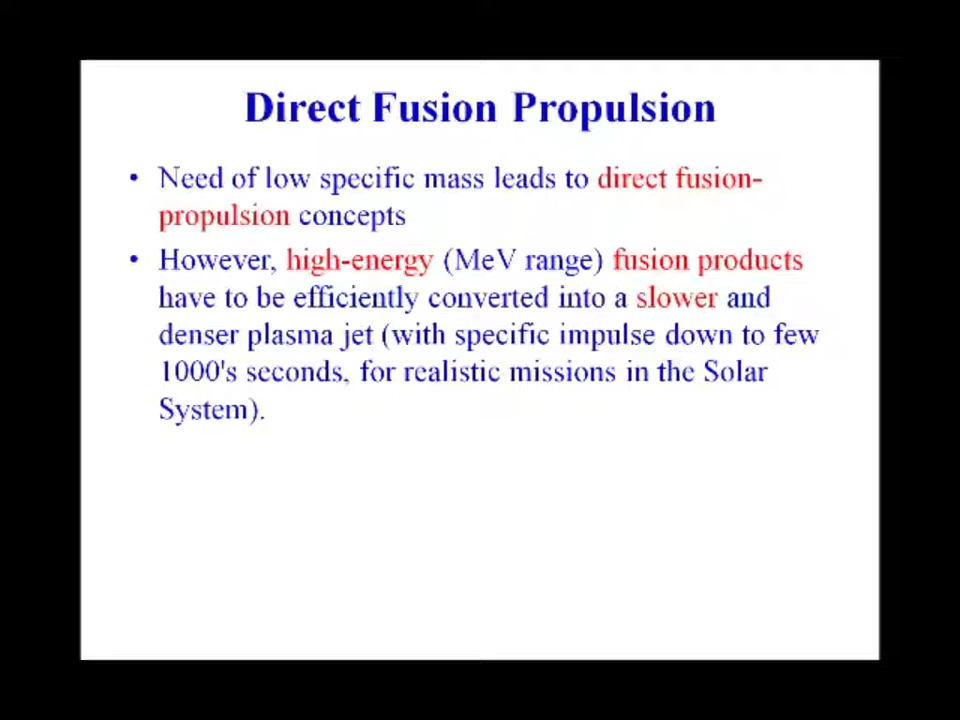 Direct Fusion Propulsion
• Need of low specific mass leads to direct fusion-
propulsion concepts
• However, high-energy (MeV range) fusion products
have to be efficiently converted into a slower and
denser plasma jet (with specific impulse down to few
1000's seconds, for realistic missions in the Solar
System).